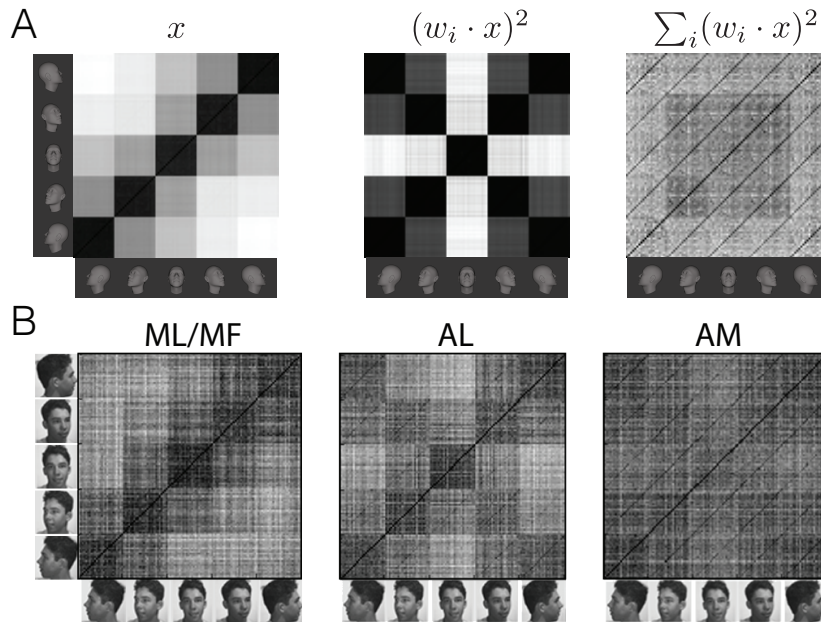 A
x
(w_i · x)^2
∑_i(w_i · x)^2
B
ML/MF
AL
AM